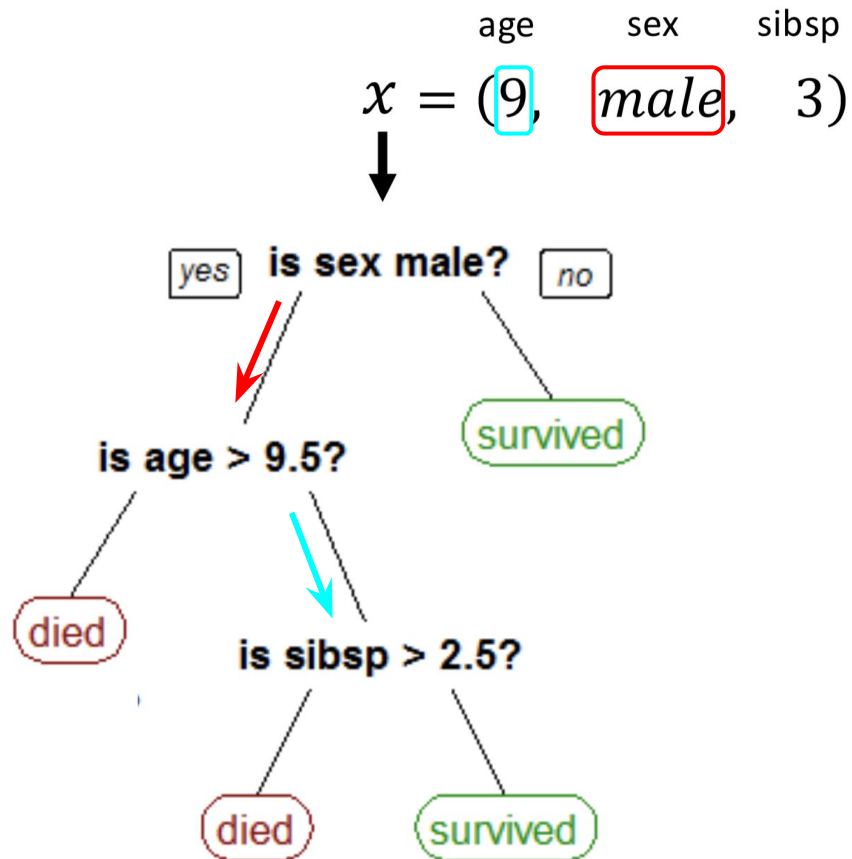 age sex sibsp
x = (9, male, 3)
yes is sex male? no
survived
is age > 9.5?
died
is sibsp > 2.5?
died survived